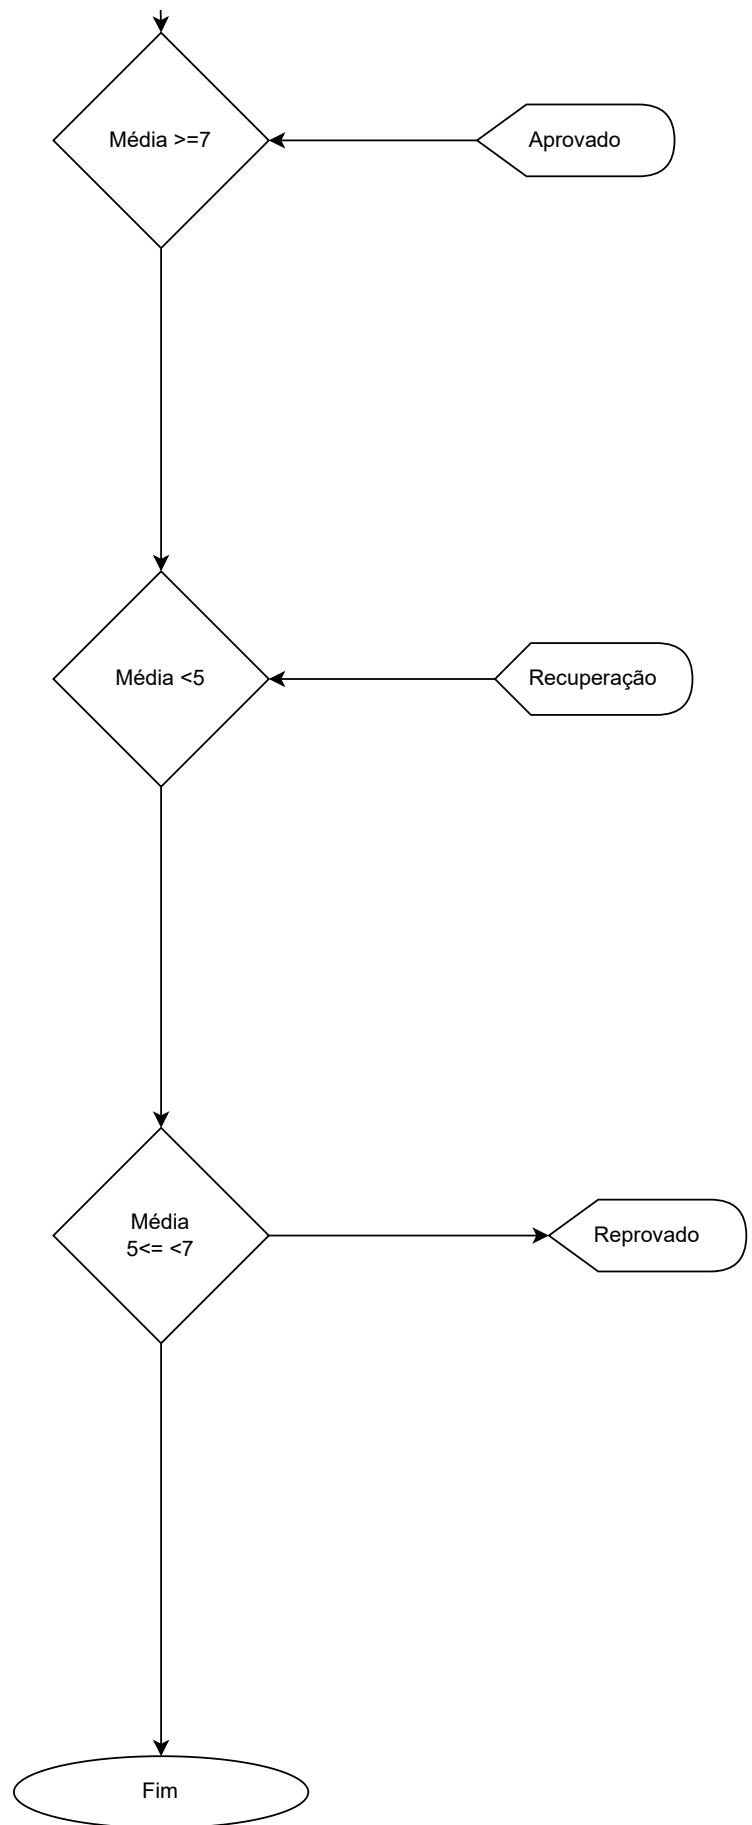 Média >=7
Aprovado
Média <5
Recuperação
Média
5<= <7
Reprovado
Fim